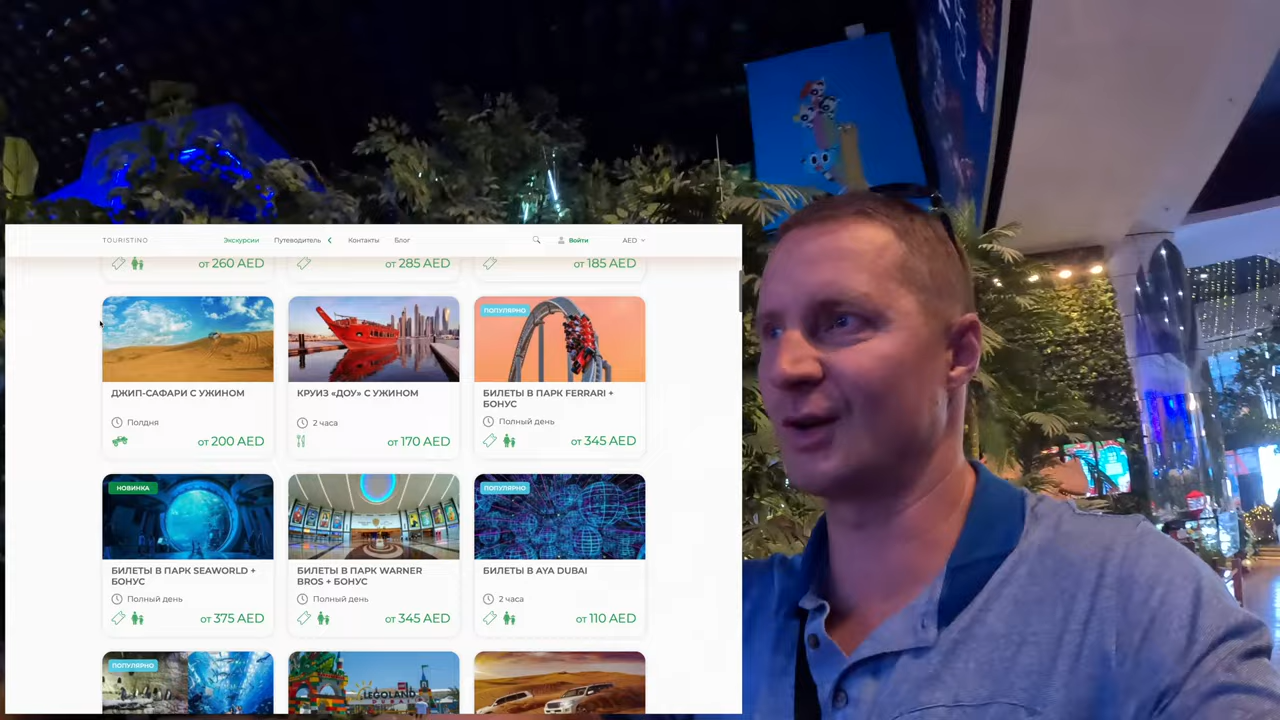 TOURISTINO
Экскурсии
Путеводитель
Контакты
Блог
Войти
AED
от 260 AED
от 285 AED
от 185 AED
ПОПУЛЯРНО
ДЖИП-САФАРИ С УЖИНОМ
Полдня
от 200 AED
КРУИЗ «ДОУ» С УЖИНОМ
2 часа
от 170 AED
БИЛЕТЫ В ПАРК FERRARI +
БОНУС
Полный день
от 345 AED
НОВИНКА
БИЛЕТЫ В ПАРК SEAWORLD +
БОНУС
Полный день
от 375 AED
БИЛЕТЫ В ПАРК WARNER
BROS + БОНУС
Полный день
от 345 AED
ПОПУЛЯРНО
БИЛЕТЫ В AYA DUBAI
2 часа
от 110 AED
ПОПУЛЯРНО
LEGOLAND